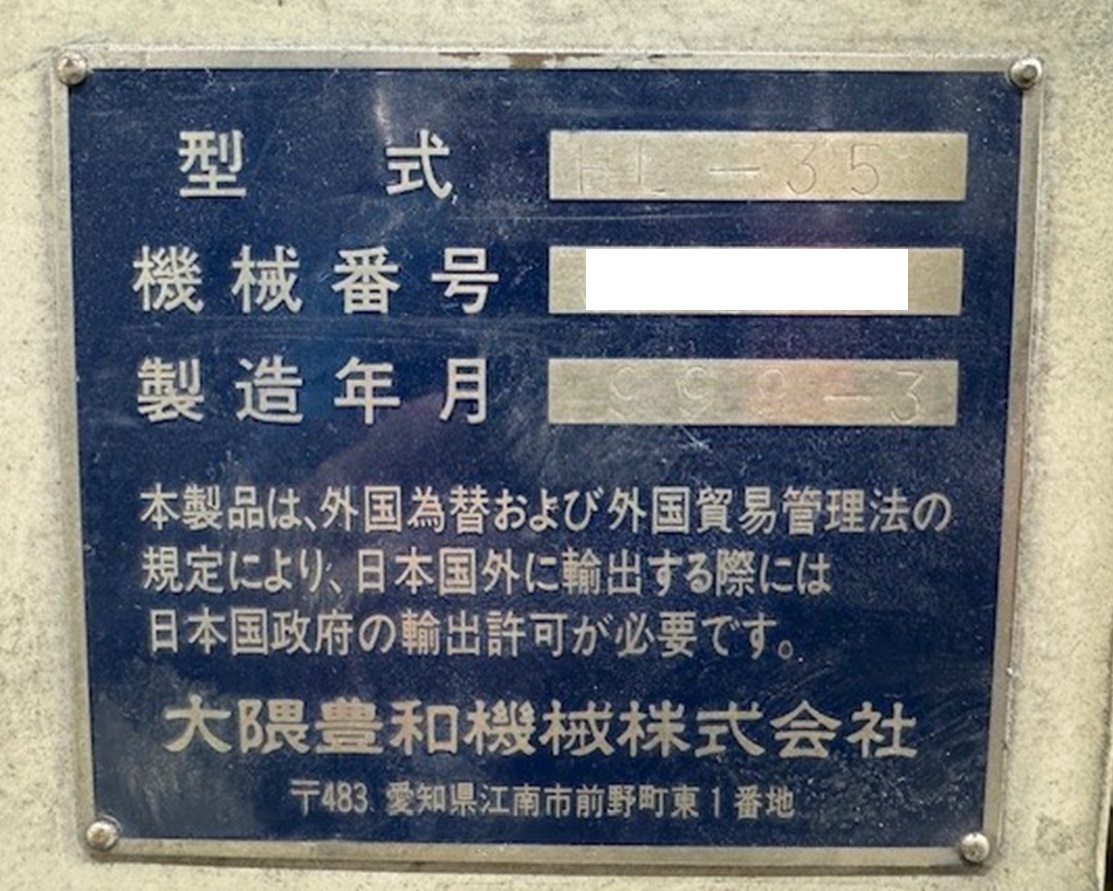 型式 HL-35
機械番号
製造年月
本製品は、外国為替および外国貿易管理法の
規定により、日本国外に輸出する際には
日本国政府の輸出許可が必要です。
大隈豊和機械株式会社
〒483 愛知県江南市前野町東1番地